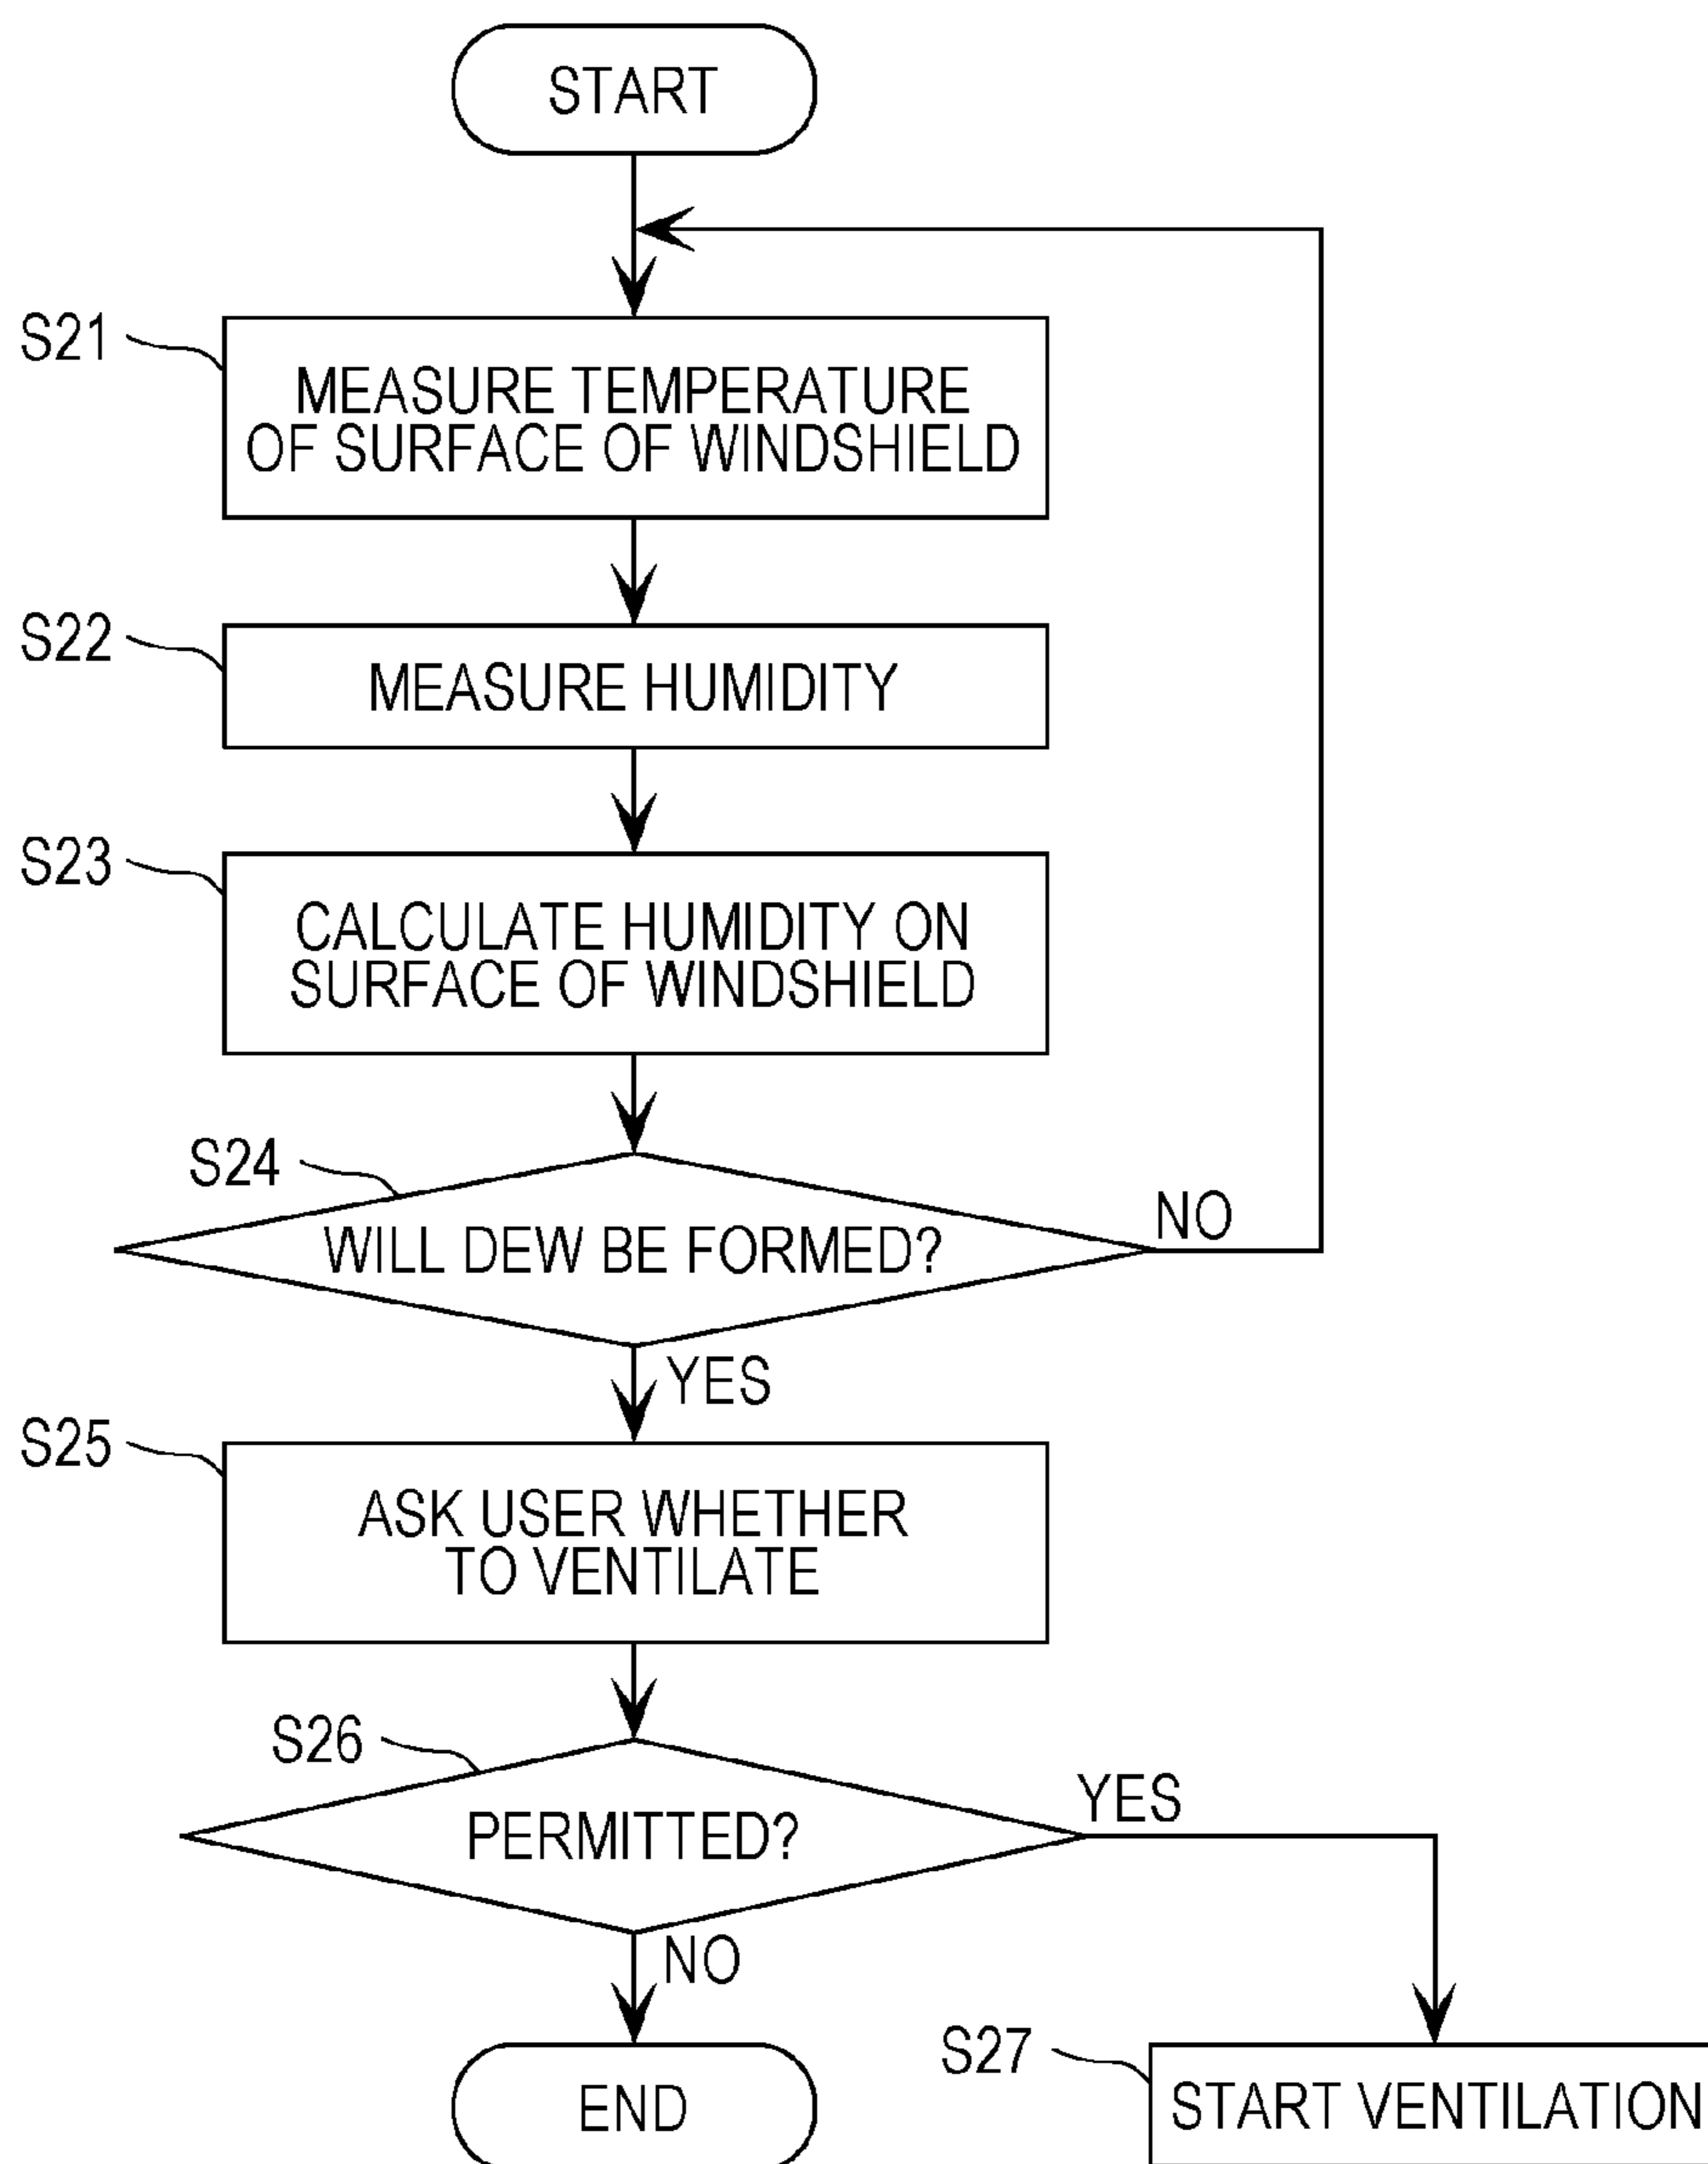 START
S21
MEASURE TEMPERATURE
OF SURFACE OF WINDSHIELD
S22
MEASURE HUMIDITY
S23
CALCULATE HUMIDITY ON
SURFACE OF WINDSHIELD
S24
WILL DEW BE FORMED?
NO
YES
S25
ASK USER WHETHER
TO VENTILATE
S26
PERMITTED?
YES
NO
END
S27
START VENTILATION